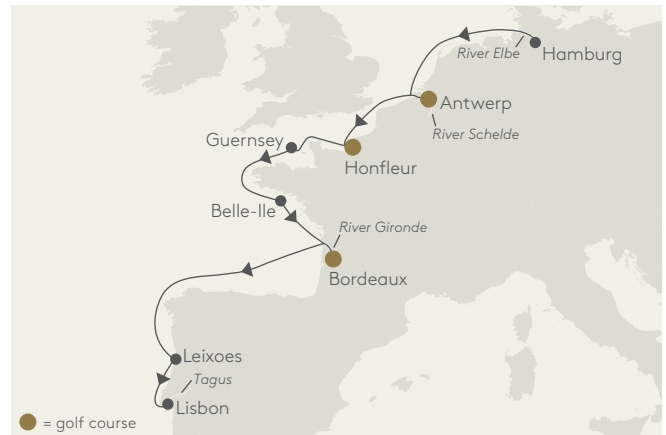 River Elbe
Hamburg
Antwerp
River Schelde
Guernsey
Honfleur
Belle-Ile
River Gironde
Bordeaux
Leixoes
Tagus
Lisbon
= golf course